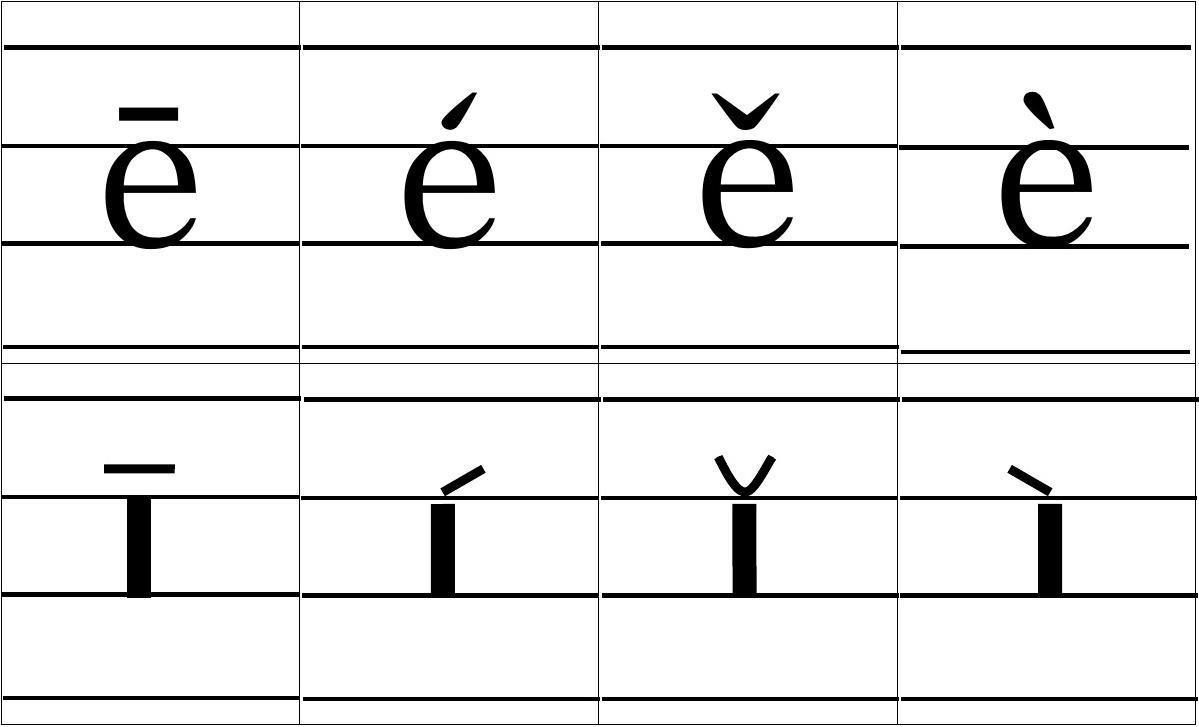 ē é ě è
ī í ǐ ì